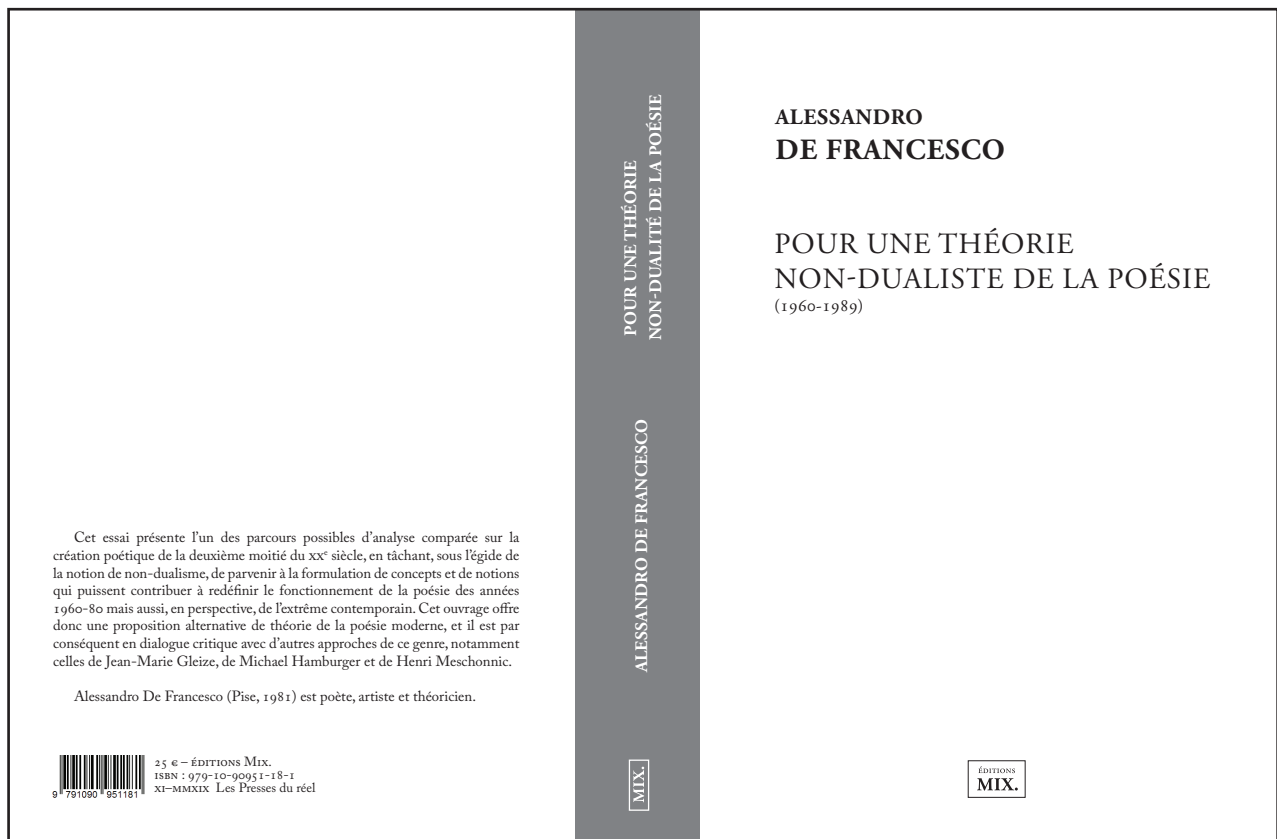 Cet essai présente l’un des parcours possibles d’analyse comparée sur la
création poétique de la deuxième moitié du XXe siècle, en tâchant, sous l’égide de
la notion de non-dualisme, de parvenir à la formulation de concepts et de notions
qui puissent contribuer à redéfinir le fonctionnement de la poésie des années
1960-80 mais aussi, en perspective, de l’extrême contemporain. Cet ouvrage offre
donc une proposition alternative de théorie de la poésie moderne, et il est par
conséquent en dialogue critique avec d’autres approches de ce genre, notamment
celles de Jean-Marie Gleize, de Michael Hamburger et de Henri Meschonnic.
Alessandro De Francesco (Pise, 1981) est poète, artiste et théoricien.
25 € – ÉDITIONS MIX.
ISBN : 979-10-90951-18-1
XI–MMXIX Les Presses du réel
9 791090 951181
POUR UNE THÉORIE
NON-DUALITÉ DE LA POÉSIE
ALESSANDRO DE FRANCESCO
MIX.
ALESSANDRO
DE FRANCESCO
POUR UNE THÉORIE
NON-DUALISTE DE LA POÉSIE
(1960-1989)
ÉDITIONS
MIX.